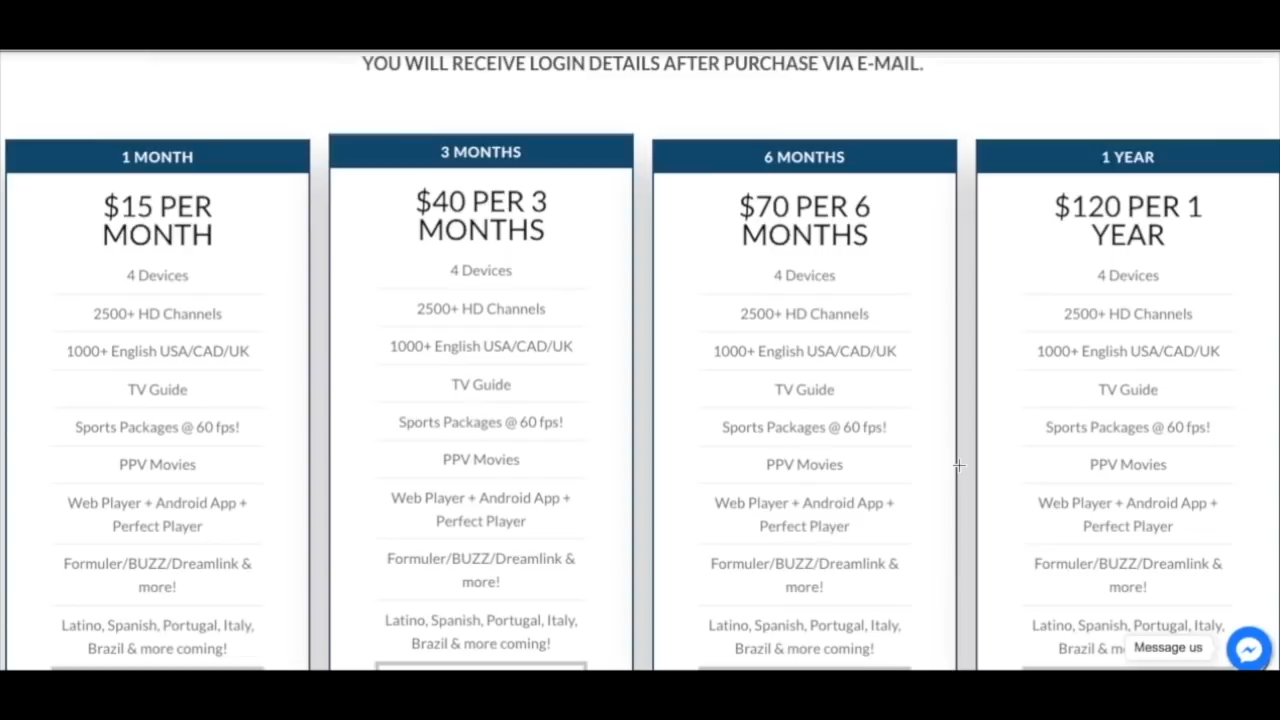 YOU WILL RECEIVE LOGIN DETAILS AFTER PURCHASE VIA E-MAIL.
1 MONTH
$15 PER
MONTH
4 Devices
2500+ HD Channels
1000+ English USA/CAD/UK
TV Guide
Sports Packages @ 60 fps!
PPV Movies
Web Player + Android App +
Perfect Player
Formuler/BUZZ/Dreamlink &
more!
Latino, Spanish, Portugal, Italy,
Brazil & more coming!
3 MONTHS
$40 PER 3
MONTHS
4 Devices
2500+ HD Channels
1000+ English USA/CAD/UK
TV Guide
Sports Packages @ 60 fps!
PPV Movies
Web Player + Android App +
Perfect Player
Formuler/BUZZ/Dreamlink &
more!
Latino, Spanish, Portugal, Italy,
Brazil & more coming!
6 MONTHS
$70 PER 6
MONTHS
4 Devices
2500+ HD Channels
1000+ English USA/CAD/UK
TV Guide
Sports Packages @ 60 fps!
PPV Movies
Web Player + Android App +
Perfect Player
Formuler/BUZZ/Dreamlink &
more!
Latino, Spanish, Portugal, Italy,
Brazil & more coming!
1 YEAR
$120 PER 1
YEAR
4 Devices
2500+ HD Channels
1000+ English USA/CAD/UK
TV Guide
Sports Packages @ 60 fps!
PPV Movies
Web Player + Android App +
Perfect Player
Formuler/BUZZ/Dreamlink &
more!
Latino, Spanish, Portugal, Italy,
Brazil & m
Message us